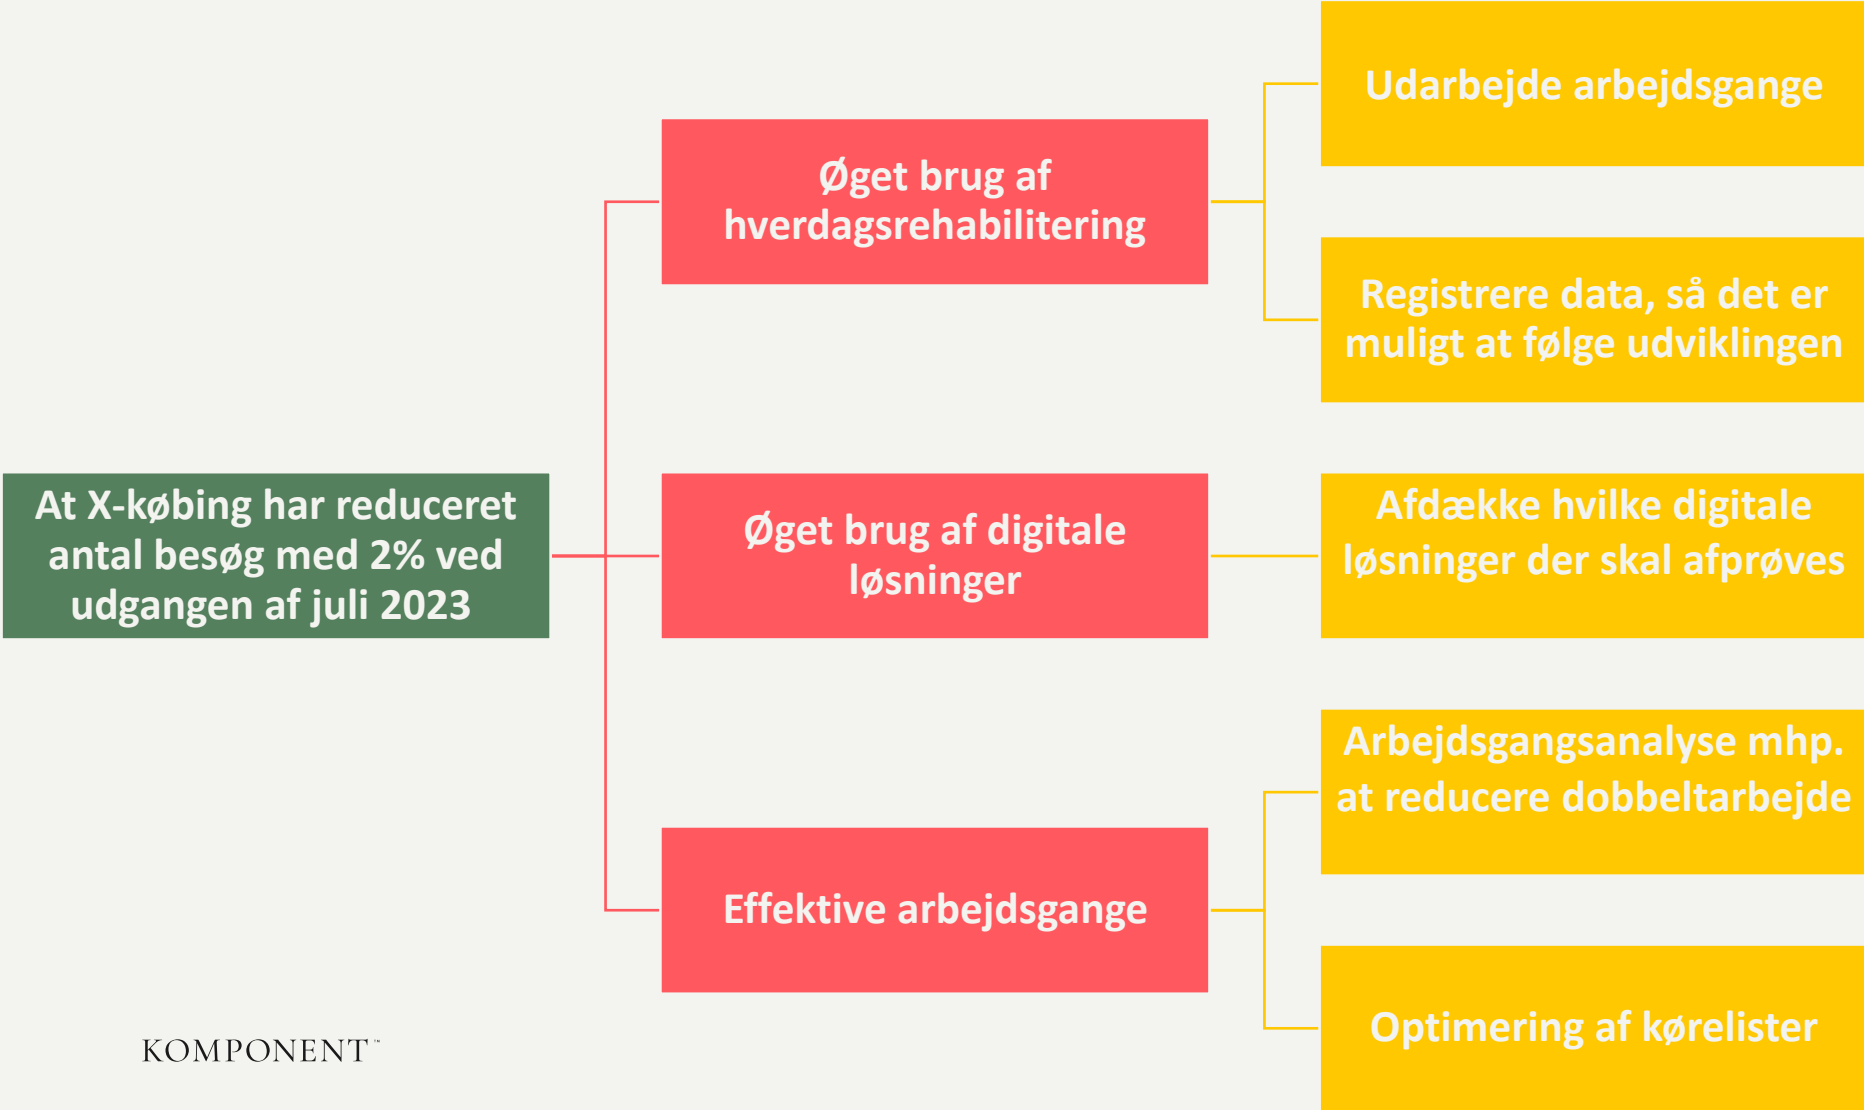 At X-købing har reduceret
antal besøg med 2% ved
udgangen af juli 2023
Øget brug af
hverdagsrehabilitering
Udarbejde arbejdsgange
Registrere data, så det er
muligt at følge udviklingen
Øget brug af digitale
løsninger
Afdække hvilke digitale
løsninger der skal afprøves
Effektive arbejdsgange
Arbejdsgangsanalyse mhp.
at reducere dobbeltarbejde
Optimering af kørelister
KOMPONENT™